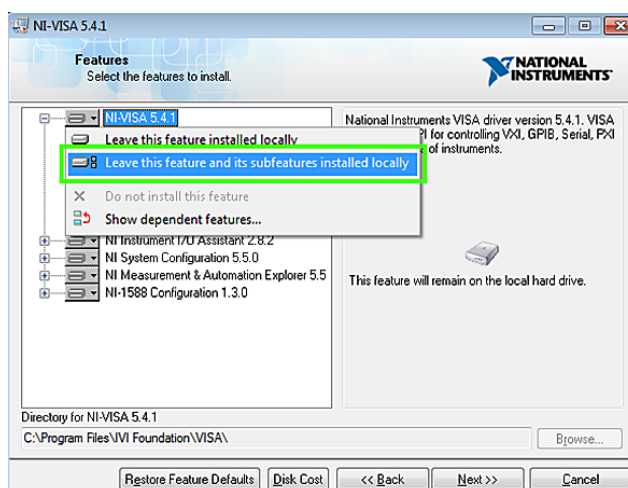 NI-VISA 5.4.1
Features
Select the features to install.
NATIONAL
INSTRUMENTS
NI-VISA 5.4.1
Leave this feature installed locally
Leave this feature and its subfeatures installed locally
Do not install this feature
Show dependent features...
NI Instrument I/O Assistant 2.8.2
NI System Configuration 5.5.0
NI Measurement & Automation Explorer 5.5
NI-1588 Configuration 1.3.0
National Instruments VISA driver version 5.4.1. VISA
for controlling VXI, GPIB, Serial, PXI
of instruments.
This feature will remain on the local hard drive.
Directory for NI-VISA 5.4.1
C:\Program Files\IVI Foundation\VISA\
Browse...
Restore Feature Defaults
Disk Cost
<< Back
Next >>
Cancel